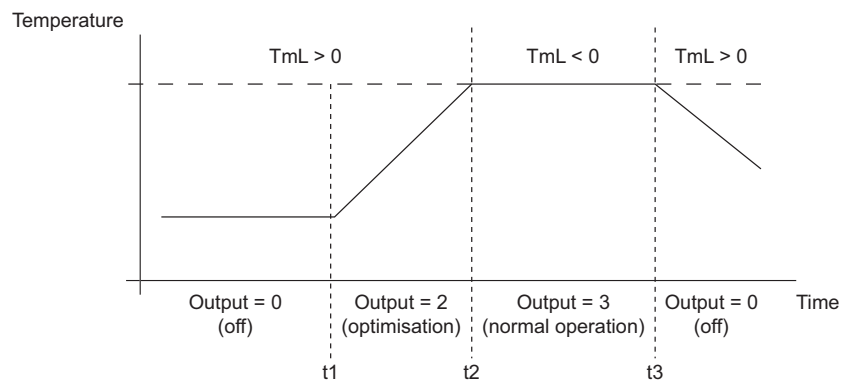 Temperature
TmL > 0
TmL < 0
TmL > 0
Output = 0
(off)
Output = 2
(optimisation)
Output = 3
(normal operation)
Output = 0
(off)
Time
t1
t2
t3